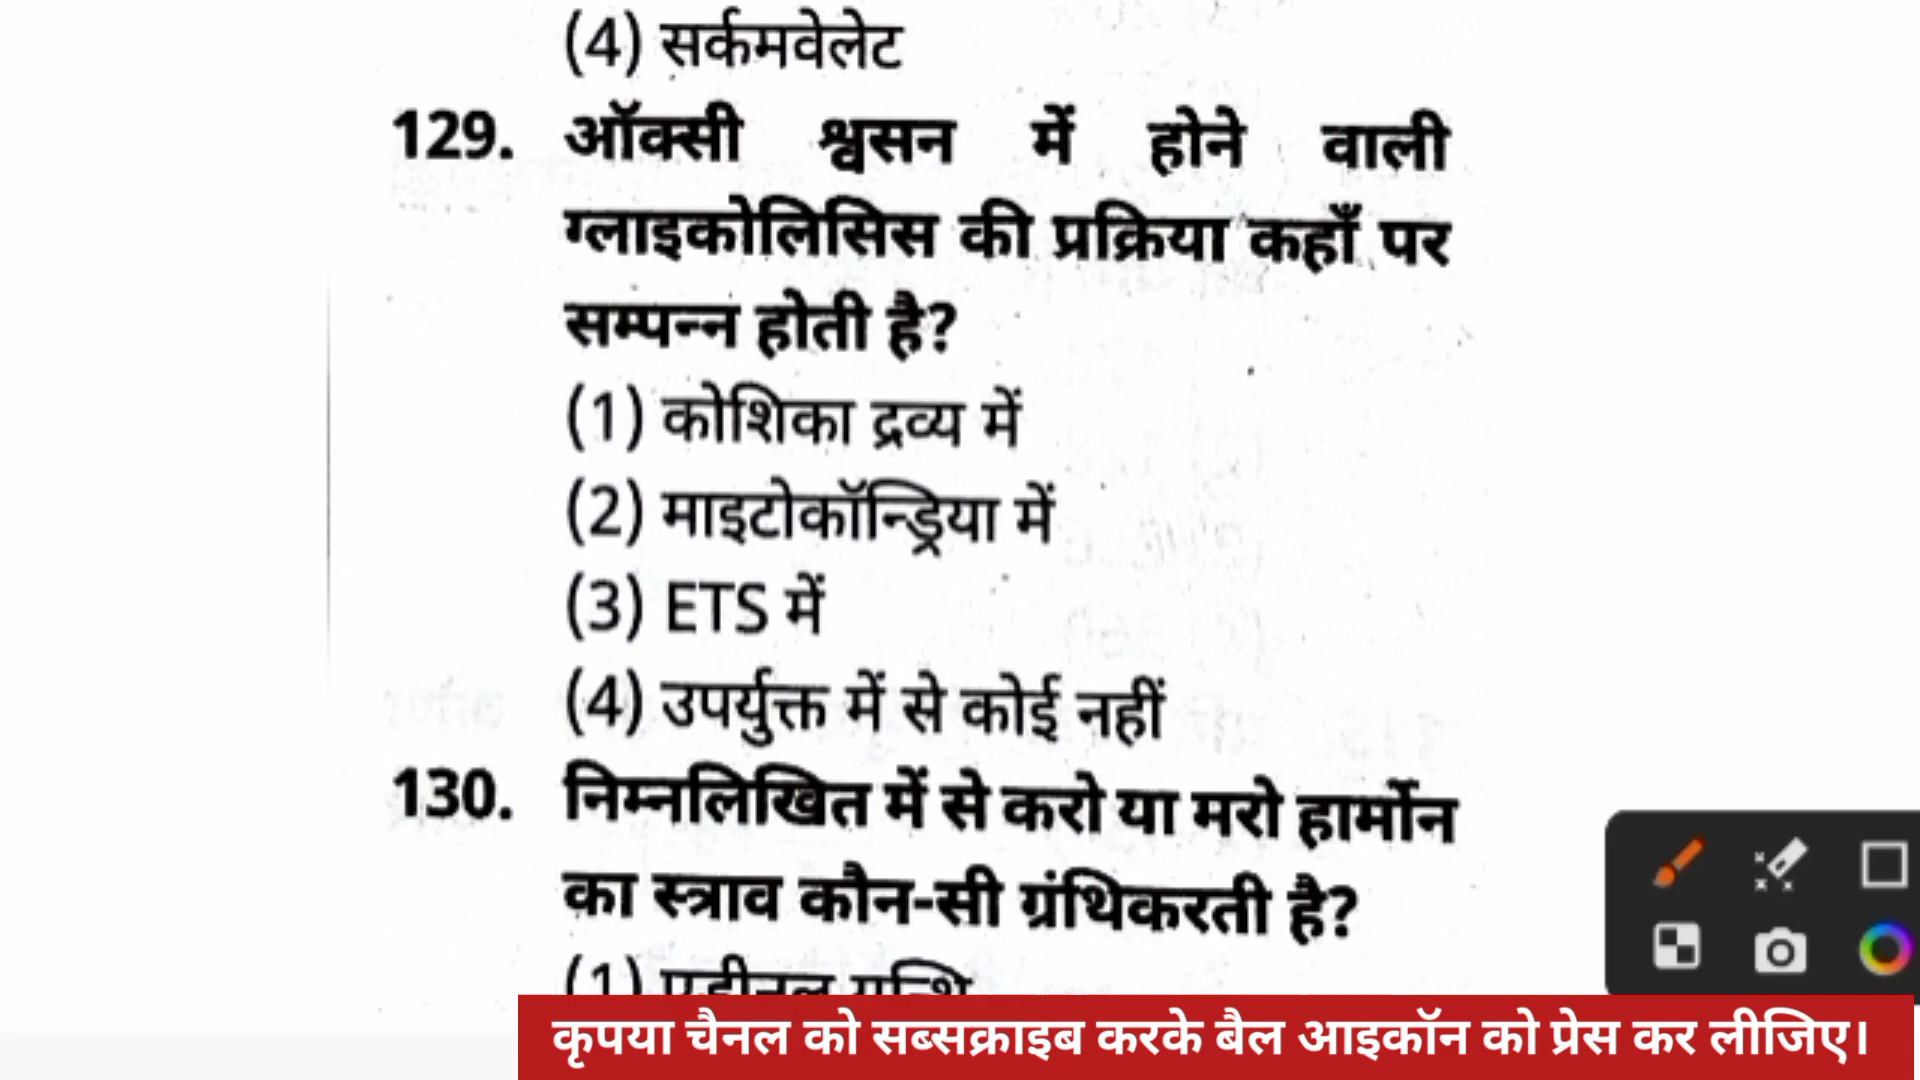 (4) सर्कमवेलेट
129. ऑक्सी श्वसन में होने वाली
ग्लाइकोलिसिस की प्रक्रिया कहाँ पर
सम्पन्न होती है?
(1) कोशिका द्रव्य में
(2) माइटोकॉन्ड्रिया में
(3) ETS में
(4) उपर्युक्त में से कोई नहीं
130. निम्नलिखित में से करो या मरो हार्मोन
का स्त्राव कौन-सी ग्रंथिकरती है?
(1)
कृपया चैनल को सब्सक्राइब करके बैल आइकॉन को प्रेस कर लीजिए।